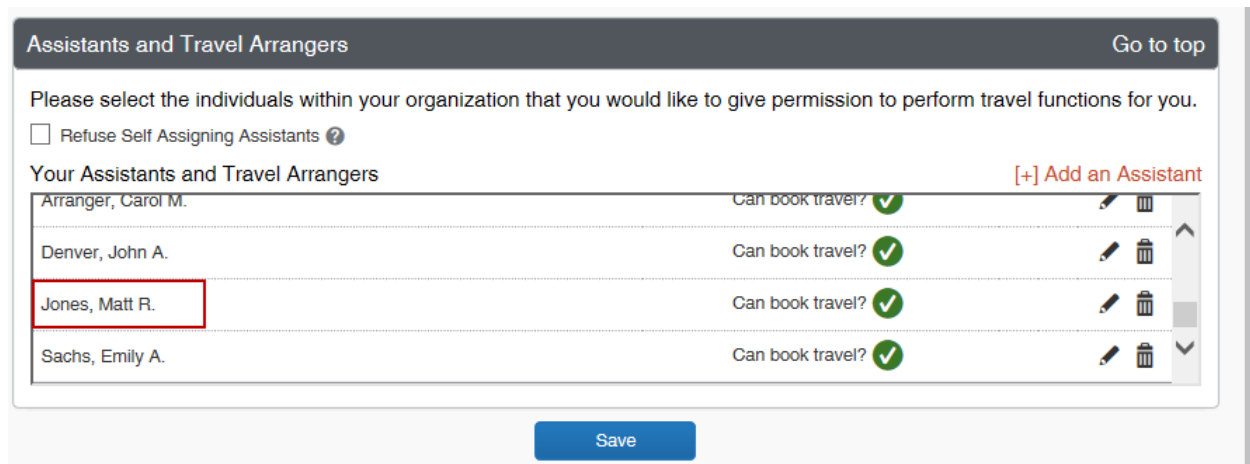 Assistants and Travel Arrangers Go to top
Please select the individuals within your organization that you would like to give permission to perform travel functions for you.
Refuse Self Assigning Assistants ?
Your Assistants and Travel Arrangers [+] Add an Assistant
Arranger, Carol M. Can book travel?
Denver, John A. Can book travel?
Jones, Matt R. Can book travel?
Sachs, Emily A. Can book travel?
Save